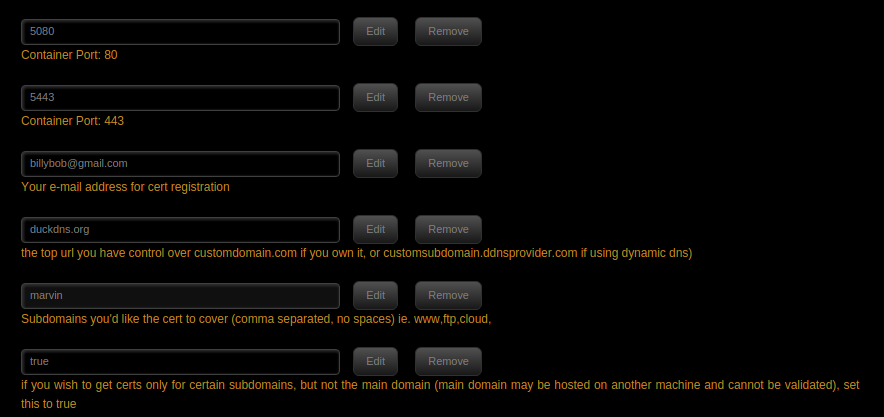 5080 Edit Remove
Container Port: 80
5443 Edit Remove
Container Port: 443
billybob@gmail.com Edit Remove
Your e-mail address for cert registration
duckdns.org Edit Remove
the top url you have control over customdomain.com if you own it, or customsubdomain.ddnsprovider.com if using dynamic dns)
marvin Edit Remove
Subdomains you'd like the cert to cover (comma separated, no spaces) ie. www,ftp,cloud,
true Edit Remove
if you wish to get certs only for certain subdomains, but not the main domain (main domain may be hosted on another machine and cannot be validated), set
this to true